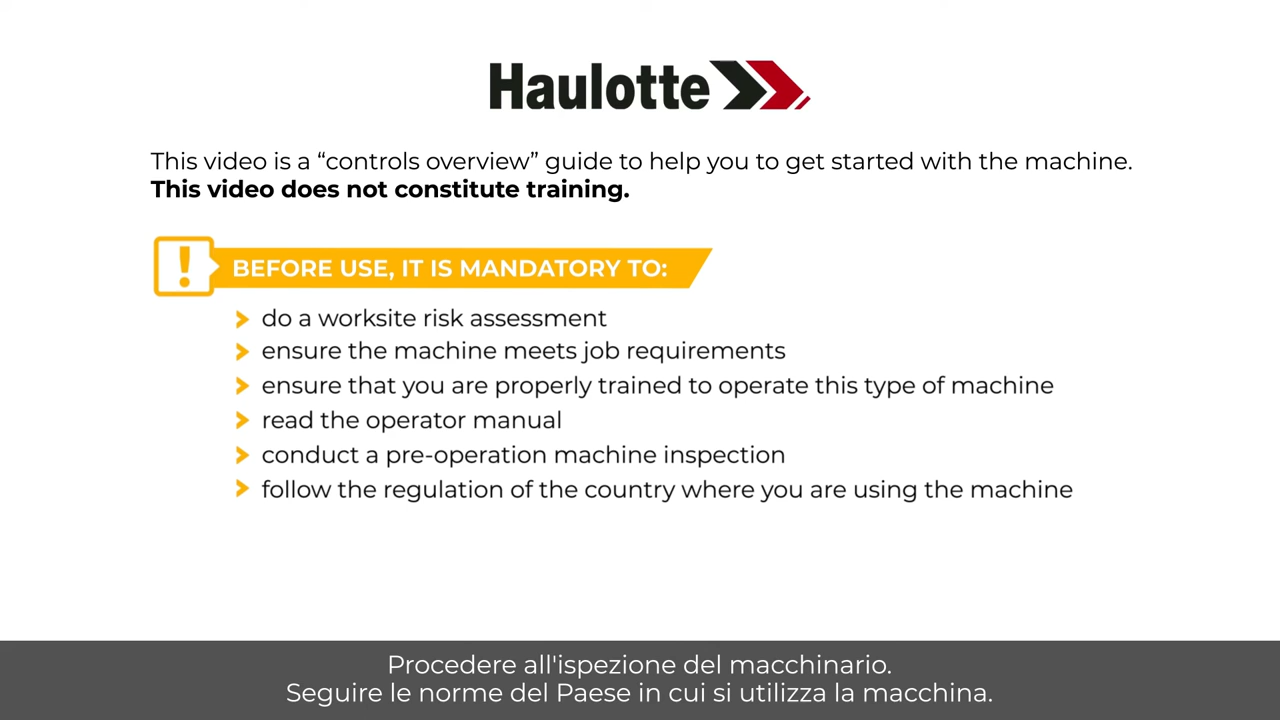 Haulotte
This video is a “controls overview” guide to help you to get started with the machine.
This video does not constitute training.
! BEFORE USE, IT IS MANDATORY TO:
do a worksite risk assessment
ensure the machine meets job requirements
ensure that you are properly trained to operate this type of machine
read the operator manual
conduct a pre-operation machine inspection
follow the regulation of the country where you are using the machine
Procedere all'ispezione del macchinario.
Seguire le norme del Paese in cui si utilizza la macchina.